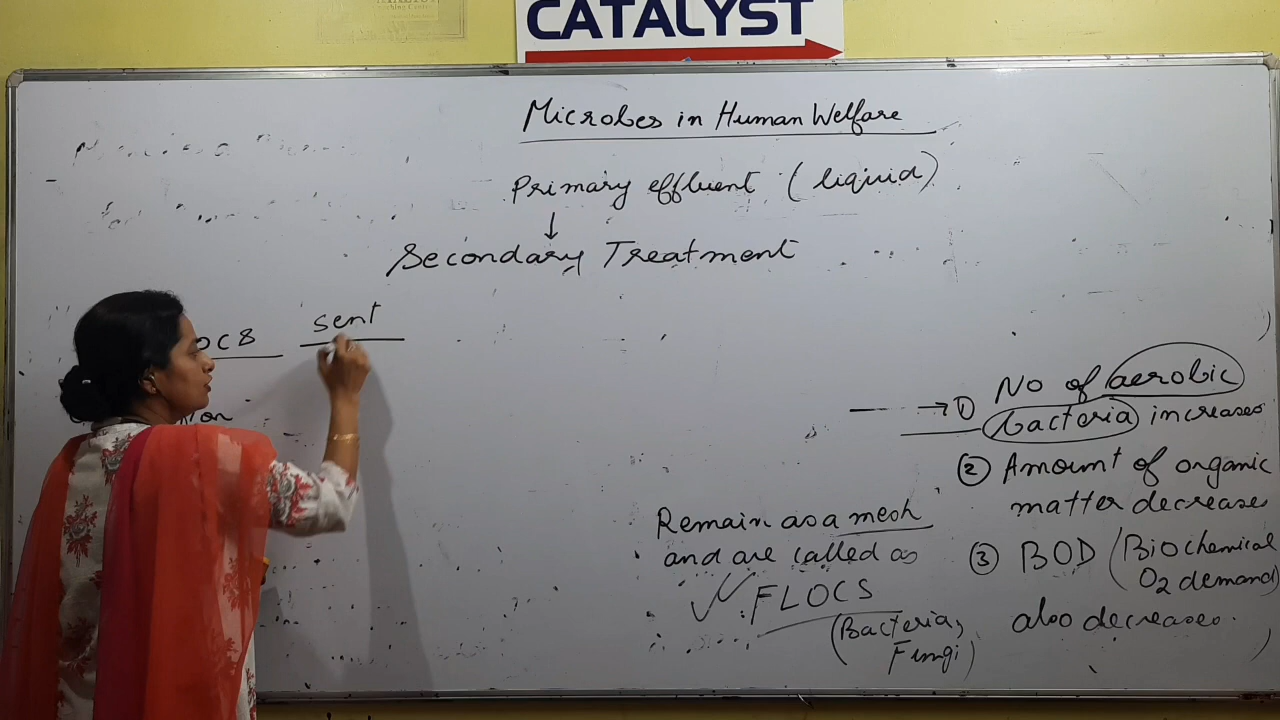 CATALYST
Microbes in Human Welfare
Primary effluent (liquid)
↓
Secondary Treatment
sent
→ ① No of aerobic
bacteria increases
② Amount of organic
matter decreases
③ BOD (Biochemical
O2 demand)
also decreases.
Remain as a mesh
and are called as
FLOCS
(Bacteria,
Fungi)